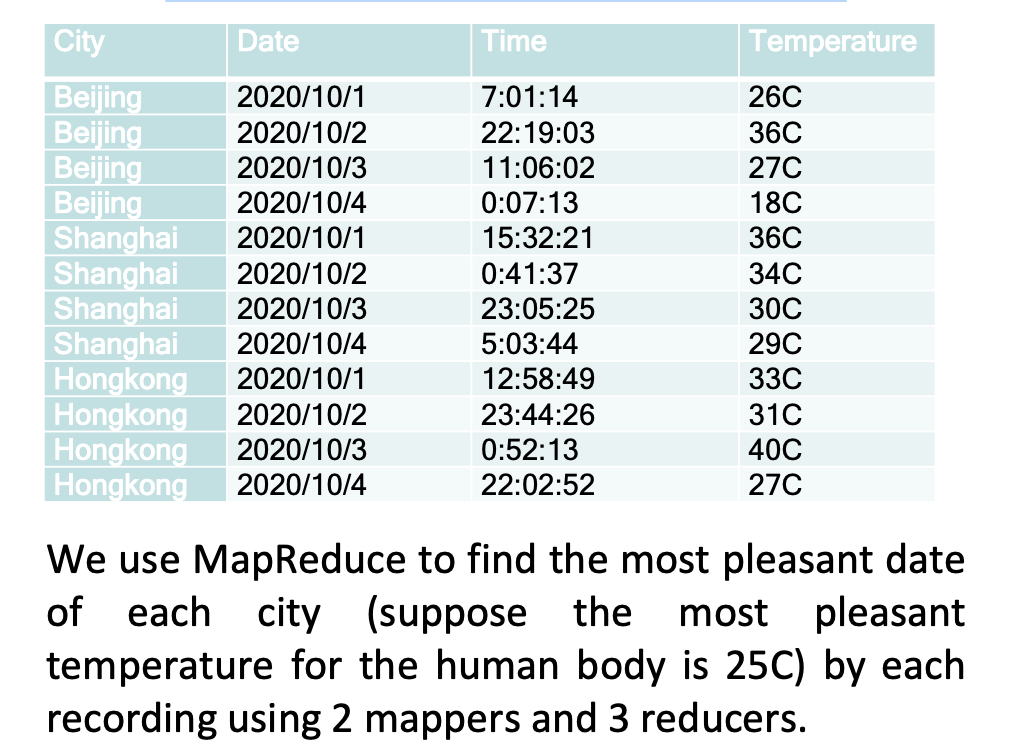 City Date Time Temperature
Beijing 2020/10/1 7:01:14 26C
Beijing 2020/10/2 22:19:03 36C
Beijing 2020/10/3 11:06:02 27C
Beijing 2020/10/4 0:07:13 18C
Shanghai 2020/10/1 15:32:21 36C
Shanghai 2020/10/2 0:41:37 34C
Shanghai 2020/10/3 23:05:25 30C
Shanghai 2020/10/4 5:03:44 29C
Hongkong 2020/10/1 12:58:49 33C
Hongkong 2020/10/2 23:44:26 31C
Hongkong 2020/10/3 0:52:13 40C
Hongkong 2020/10/4 22:02:52 27C
We use MapReduce to find the most pleasant date
of each city (suppose the most pleasant
temperature for the human body is 25C) by each
recording using 2 mappers and 3 reducers.